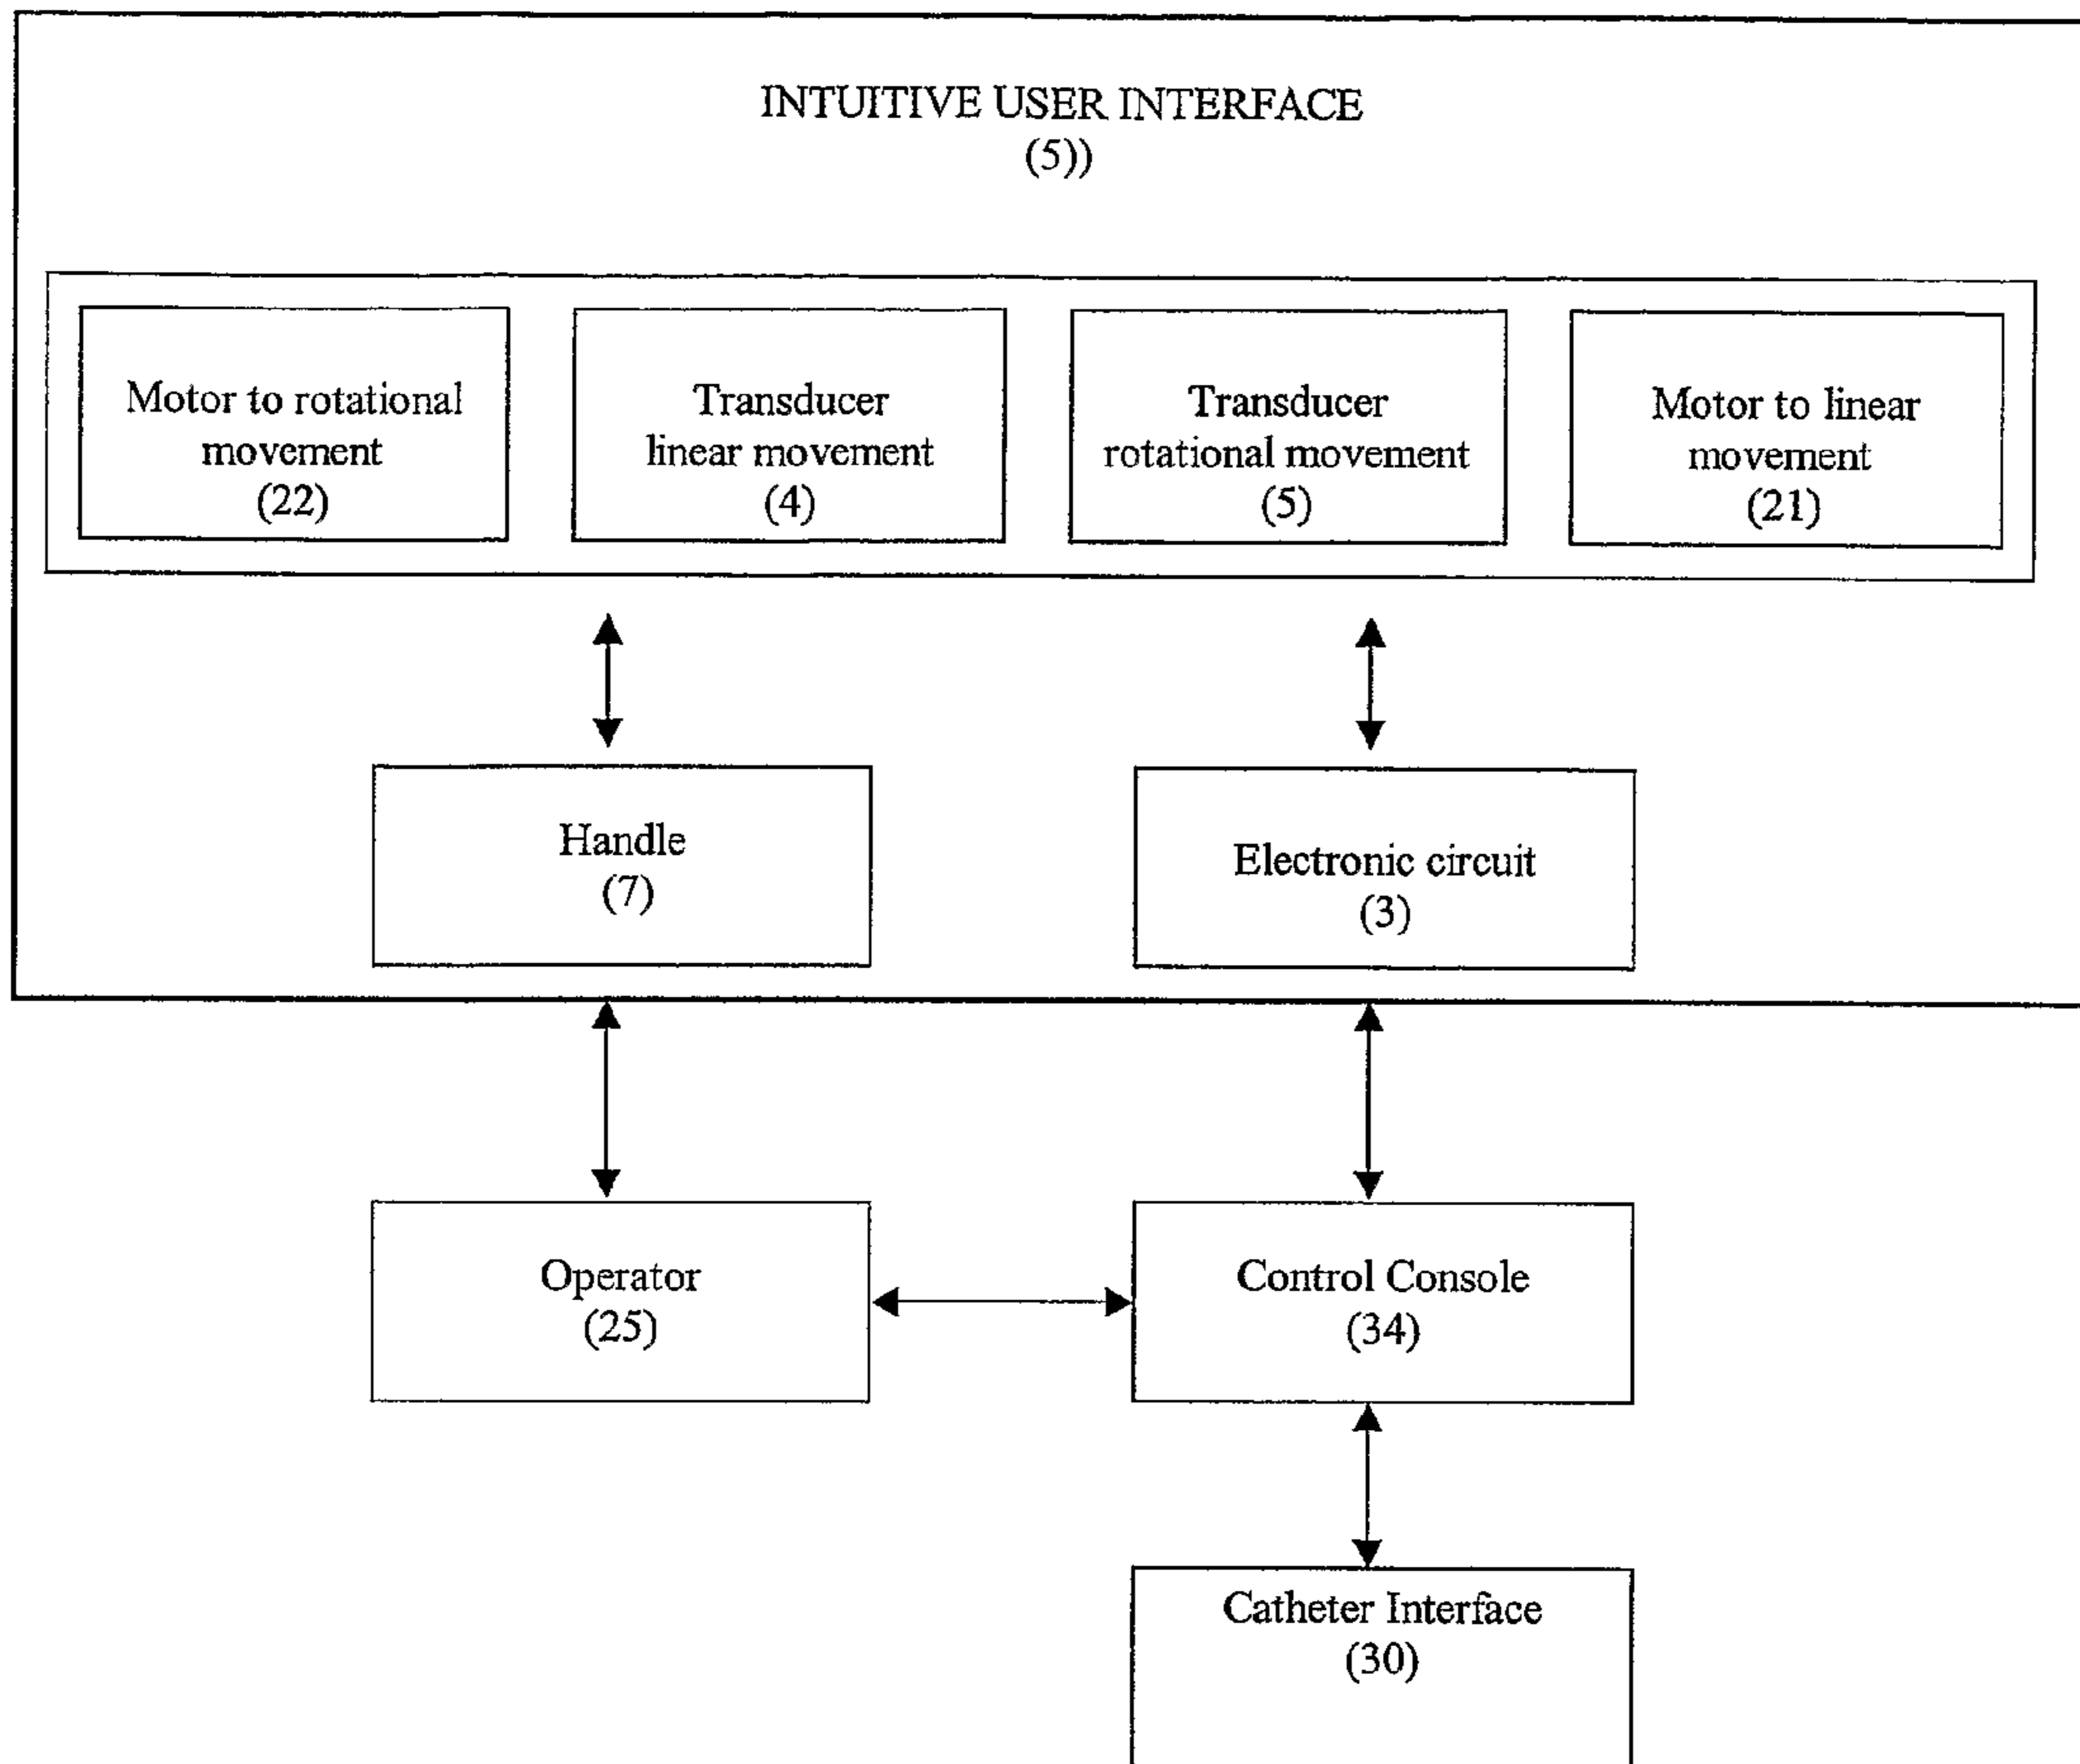 INTUITIVE USER INTERFACE
(5))
Motor to rotational
movement
(22)
Transducer
linear movement
(4)
Transducer
rotational movement
(5)
Motor to linear
movement
(21)
Handle
(7)
Electronic circuit
(3)
Operator
(25)
Control Console
(34)
Catheter Interface
(30)